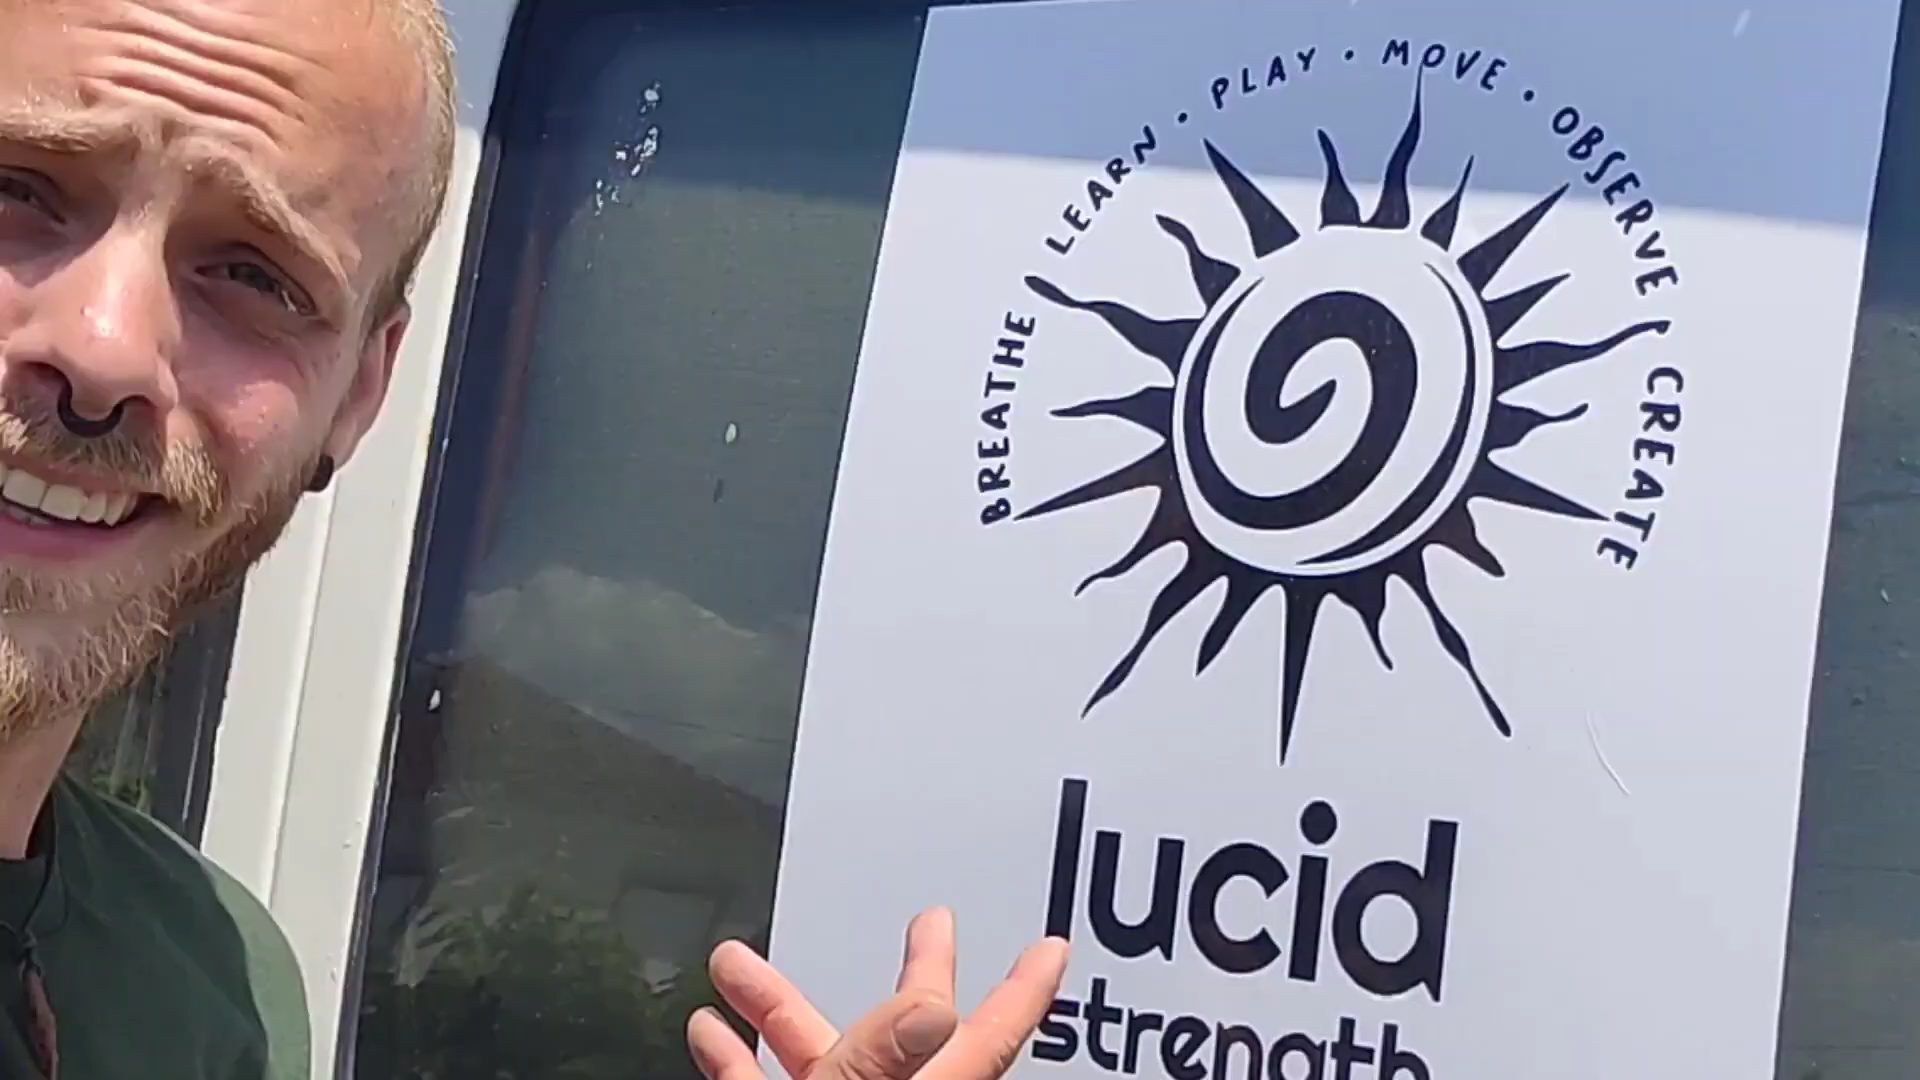 BREATHE LEARN • PLAY • MOVE • OBSERVE CREATE
lucid
strength